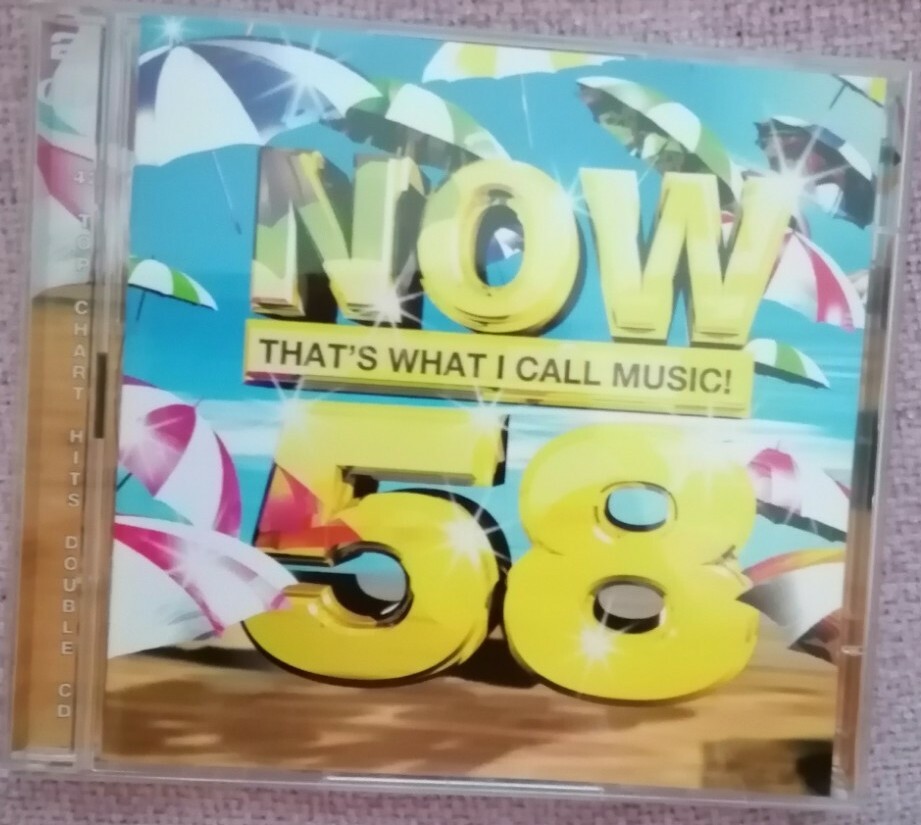 NOW
THAT'S WHAT I CALL MUSIC!
58
TOP CHART HITS DOUBLE CD